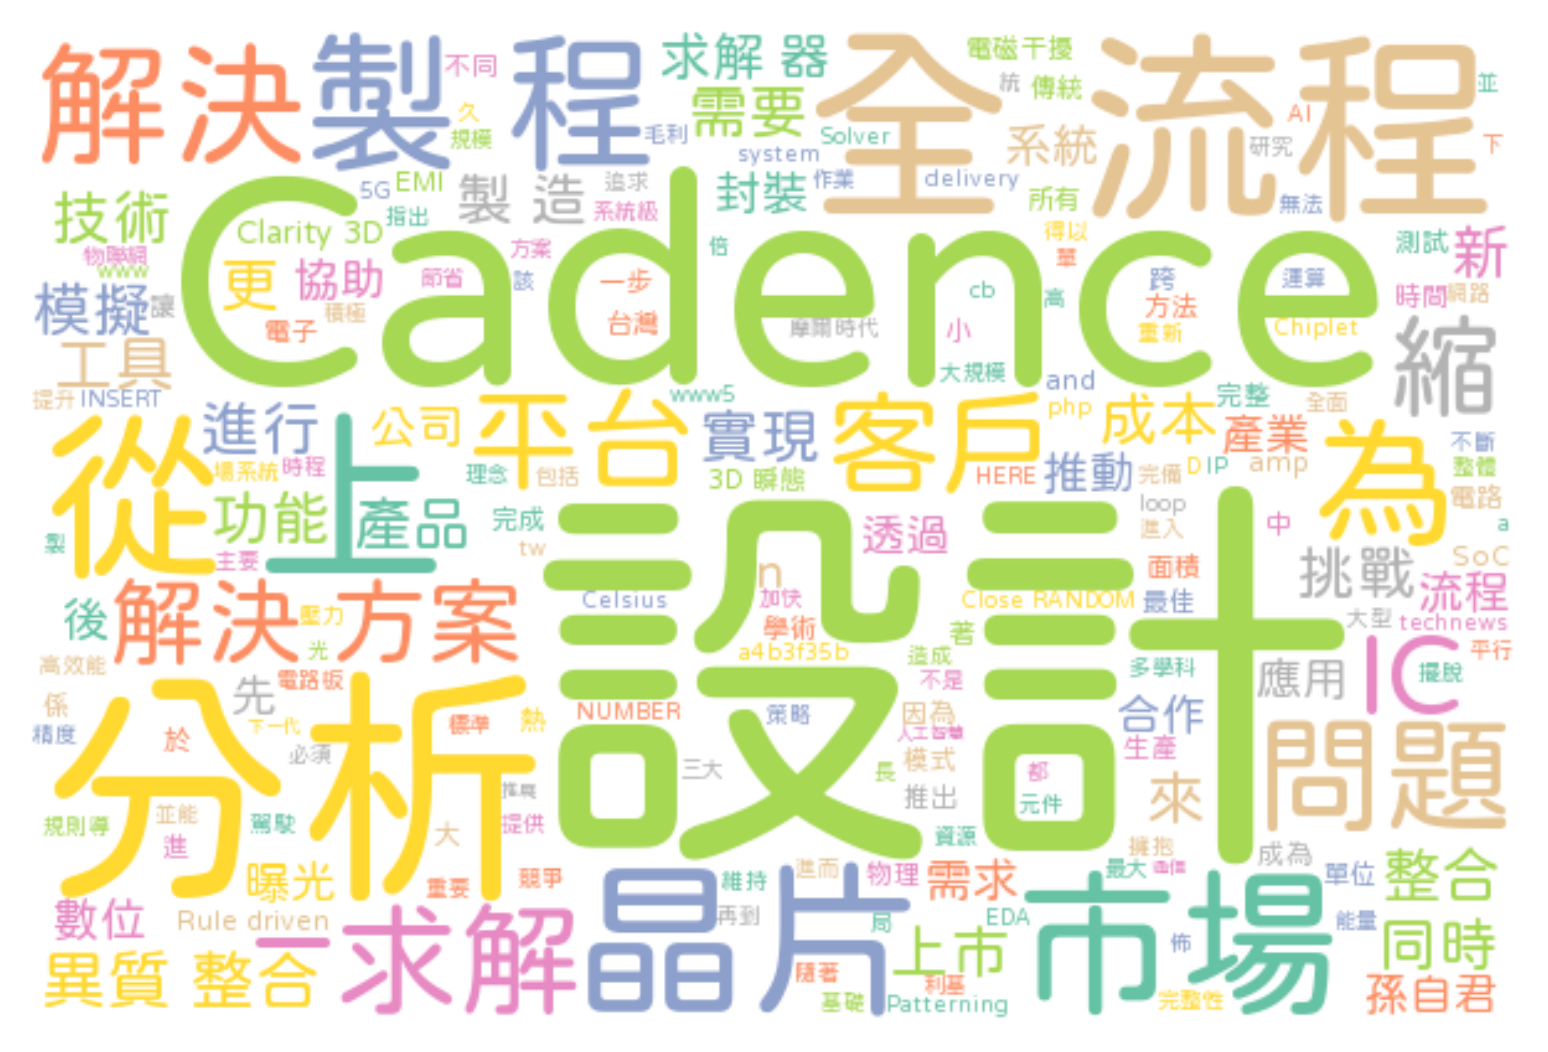 解決
製程
不同
求解 器
全流程
電磁干擾
統
傳統
並
久
規模
毛利
需要
Solver
system
系統
AI
研究
下
技術
5G
EMI
指出
製 造
追求
系統級
封裝
作業
delivery
所有
無法
物聯網
www
Clarity 3D
Cadence
方案
倍
得以
單
測試
新
模擬
讓
更
協助
節省
該
一步
cb
高
跨
運算
時間
網路
電子
積極
台灣
摩爾時代
小
方法
重新
Chiplet
工具
大規模
縮
提升
INSERT
www5
and
完整
全面
從
進行
公司
平台
實現
客戶
php
成本
產業
為
不斷
上
場系統
時程
理念
包括
3D 瞬態
HERE
推動
完備
D
IP
amp
整體
電路
功能
產品
完成
透過
loop
進入
中
a
製
主要
tw
設計
n
面積
挑戰
SoC
後
解決方案
壓力
Celsius
加快
Close RANDOM
最佳
流程
光
學術
著
大型
technews
高效能
a4b3f35b
造成
多學科
IC
平行
係
先
電路板
不是
應用
擺脫
分析
下一代
標準
熱
NUMBER
策略
因為
人工智慧
合作
精度
於
必須
三大
模式
生產
問題
長
都
推出
元件
來
規則導
並能
駕駛
大
提供
進
資源
擁抱
成為
曝光
重要
競爭
晶片
維持
進而
物理
需求
最大
市場
單位
整合
數位
Rule driven
一
求解
再到
局
EDA
能量
上市
佈
同時
異質 整合
隨著
利基
基礎
Patterning
完整性
孫自君